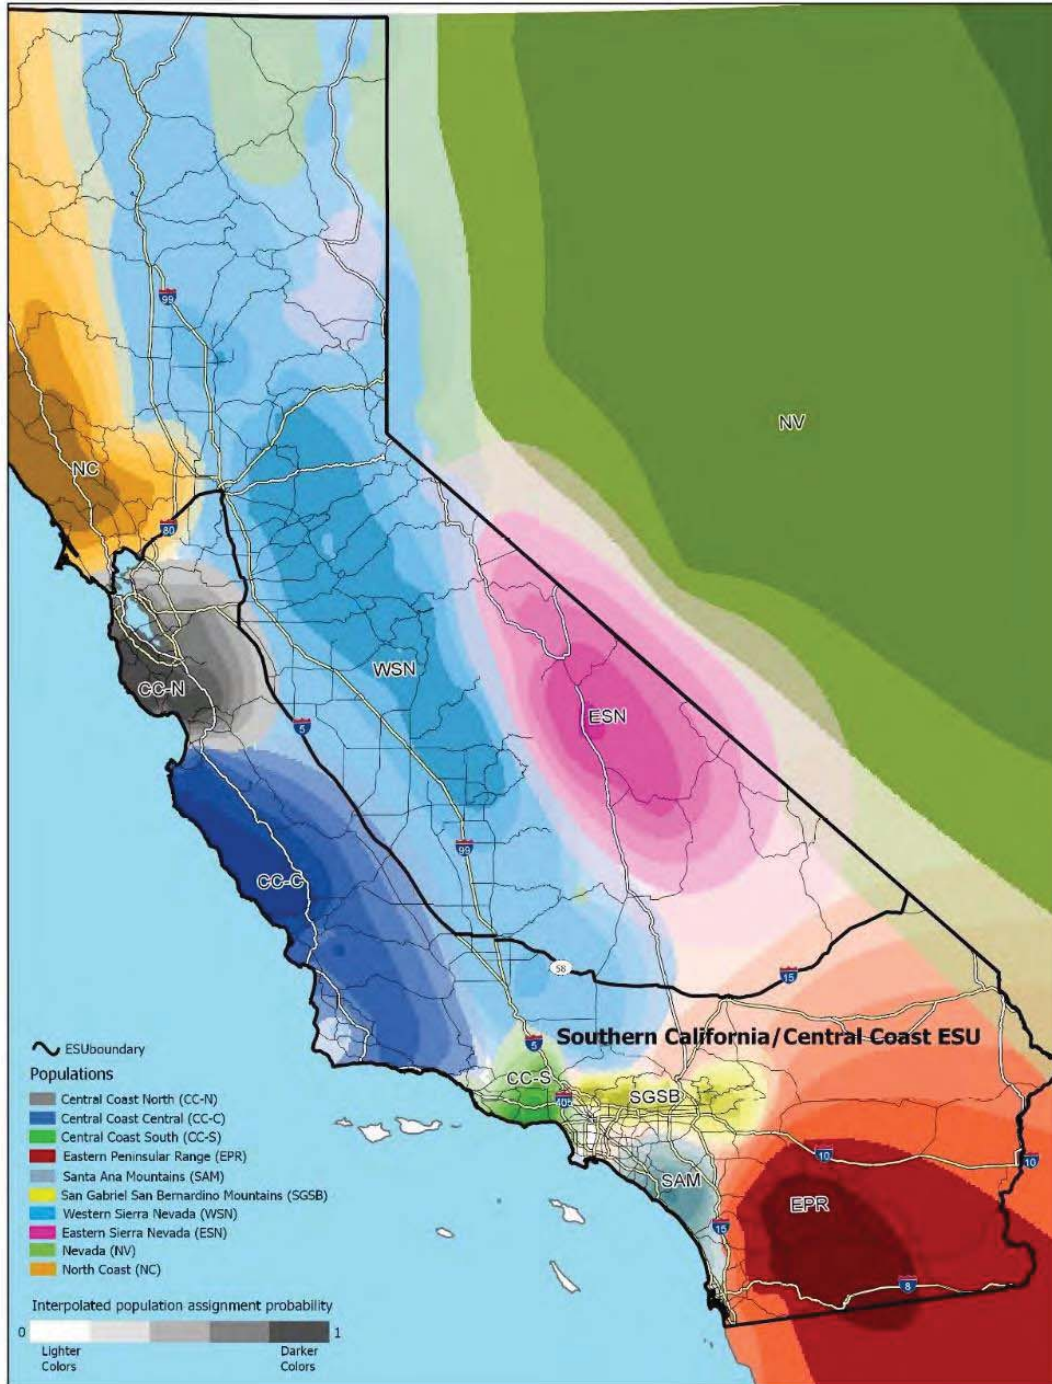 NV
99
NC
80
WSN
CC-N
ESN
5
99
CC-C
58
15
Southern California/Central Coast ESU
5
CC-S
405
SGSB
10
10
SAM
EPR
15
8
ESUboundary
Populations
Central Coast North (CC-N)
Central Coast Central (CC-C)
Central Coast South (CC-S)
Eastern Peninsular Range (EPR)
Santa Ana Mountains (SAM)
San Gabriel San Bernardino Mountains (SGSB)
Western Sierra Nevada (WSN)
Eastern Sierra Nevada (ESN)
Nevada (NV)
North Coast (NC)
Interpolated population assignment probability
0 1
Lighter Darker
Colors Colors